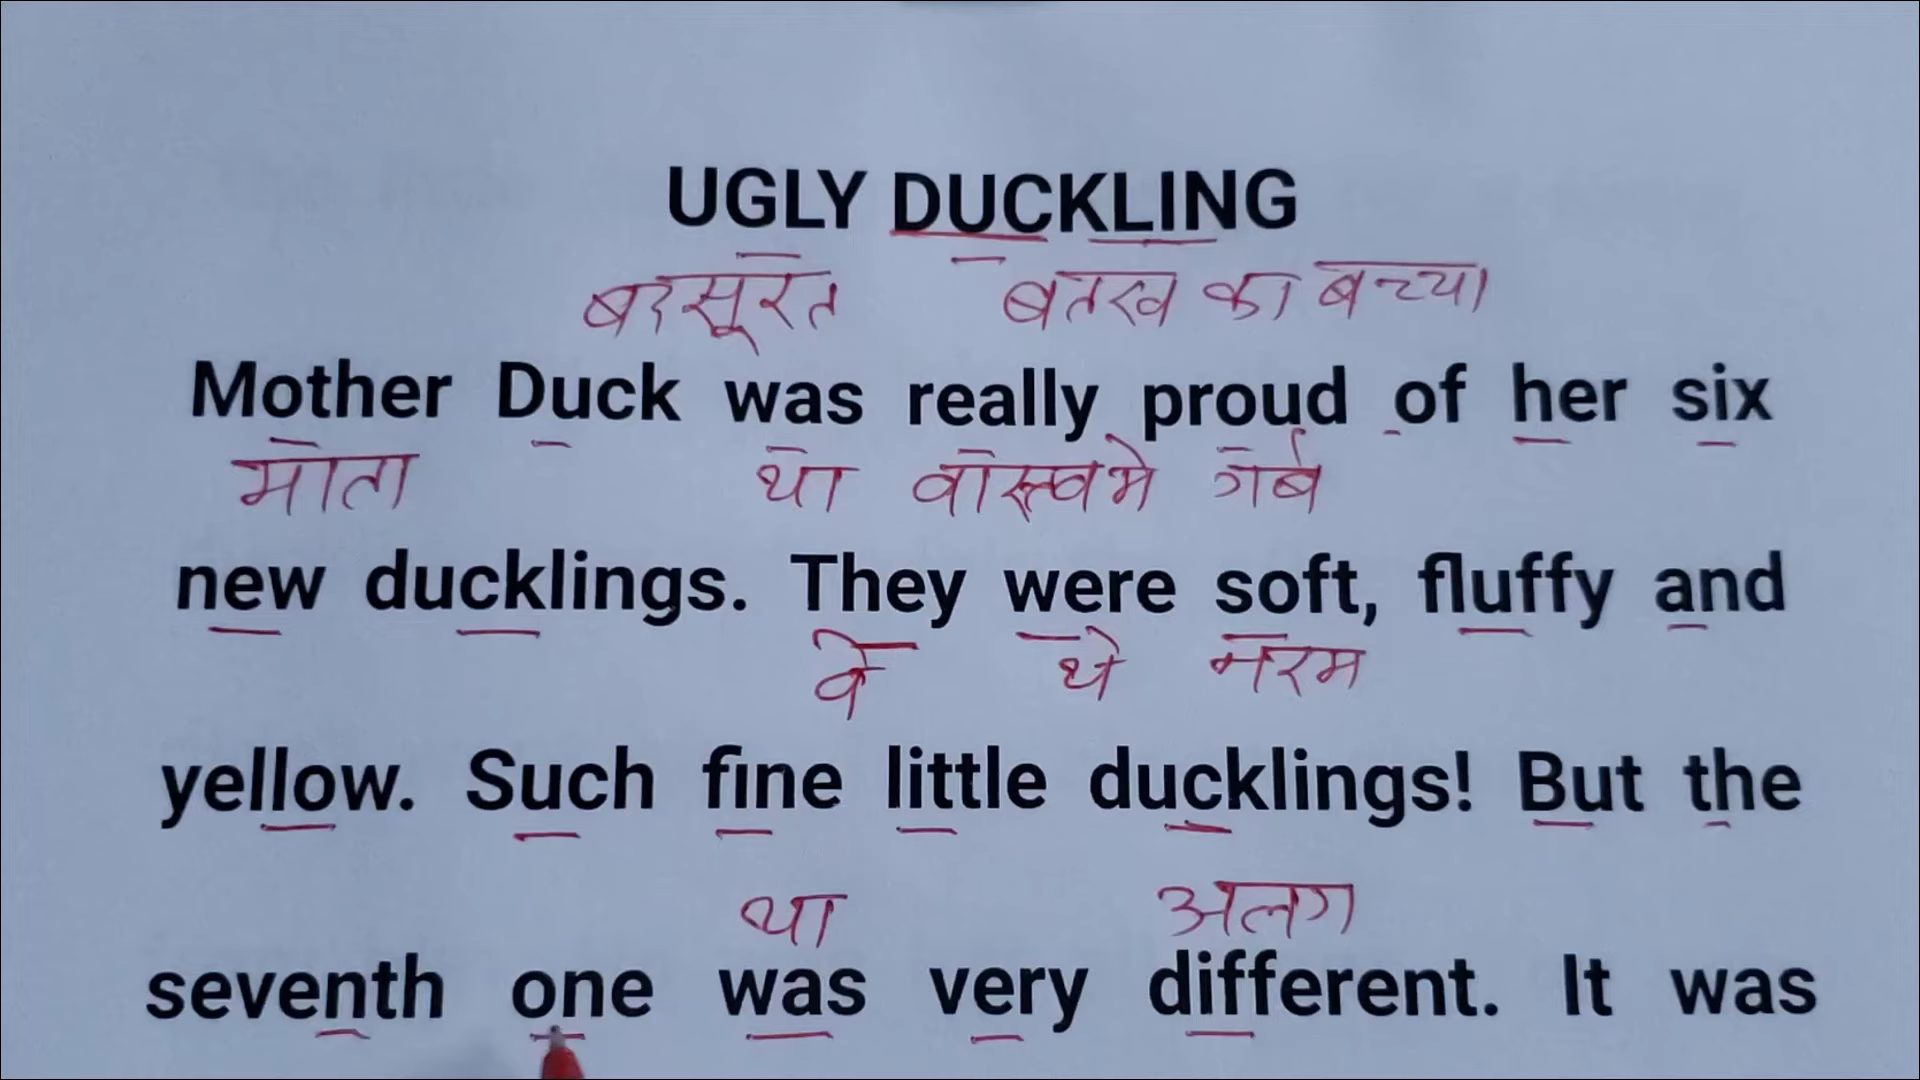 UGLY DUCKLING
बदसूरत बतख का बच्चा
Mother Duck was really proud of her six
माता था वास्तव मे गर्ब
new ducklings. They were soft, fluffy and
वे थे नरम
yellow. Such fine little ducklings! But the
था अलग
seventh one was very different. It was